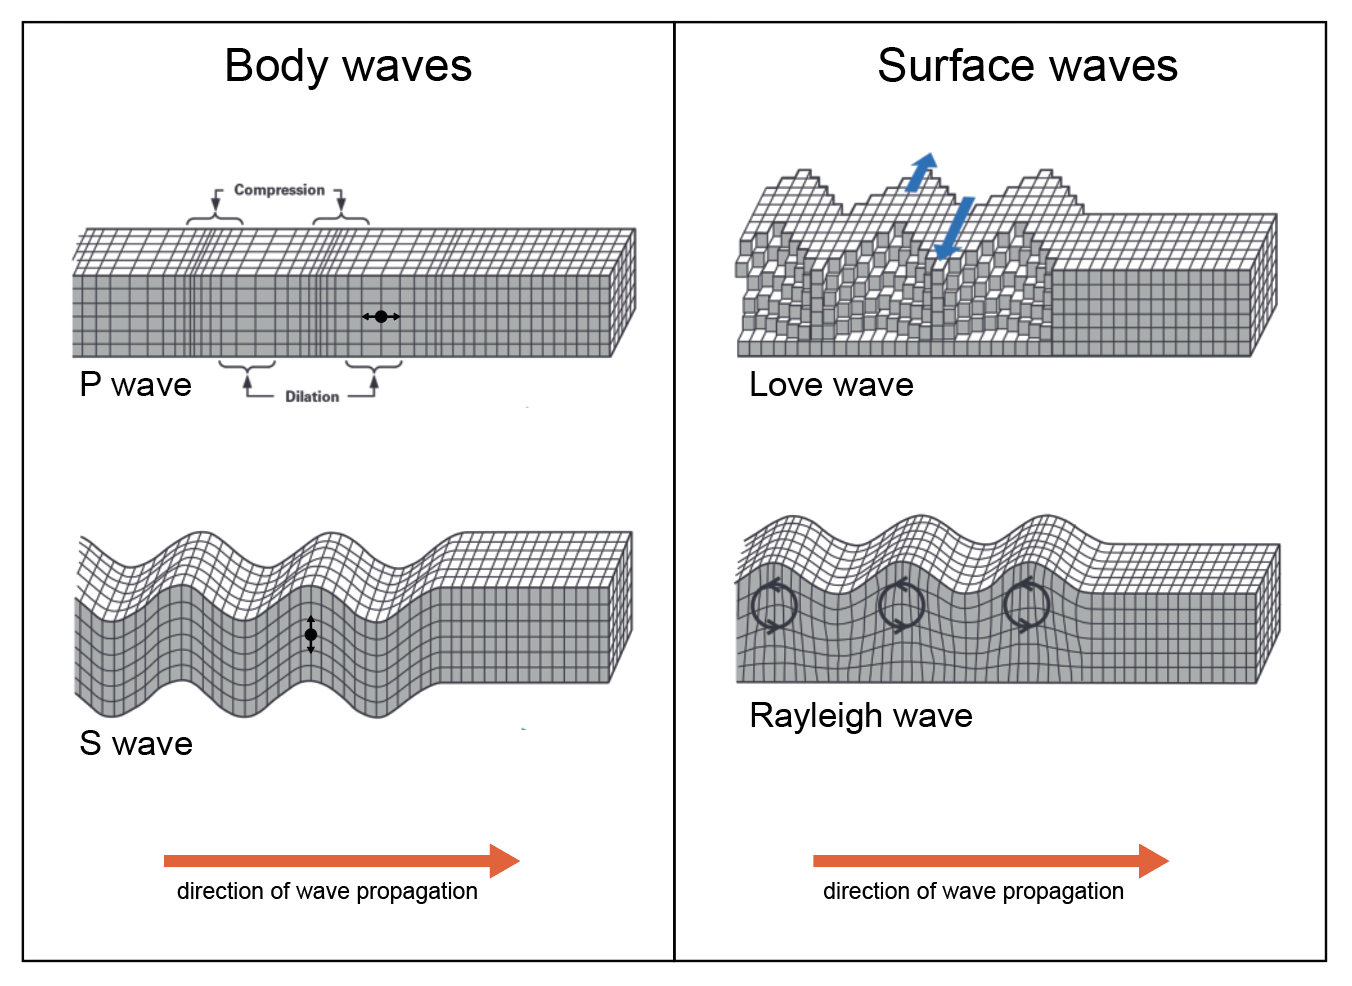 Body waves
Compression
P wave
Dilation
S wave
direction of wave propagation
Surface waves
Love wave
Rayleigh wave
direction of wave propagation